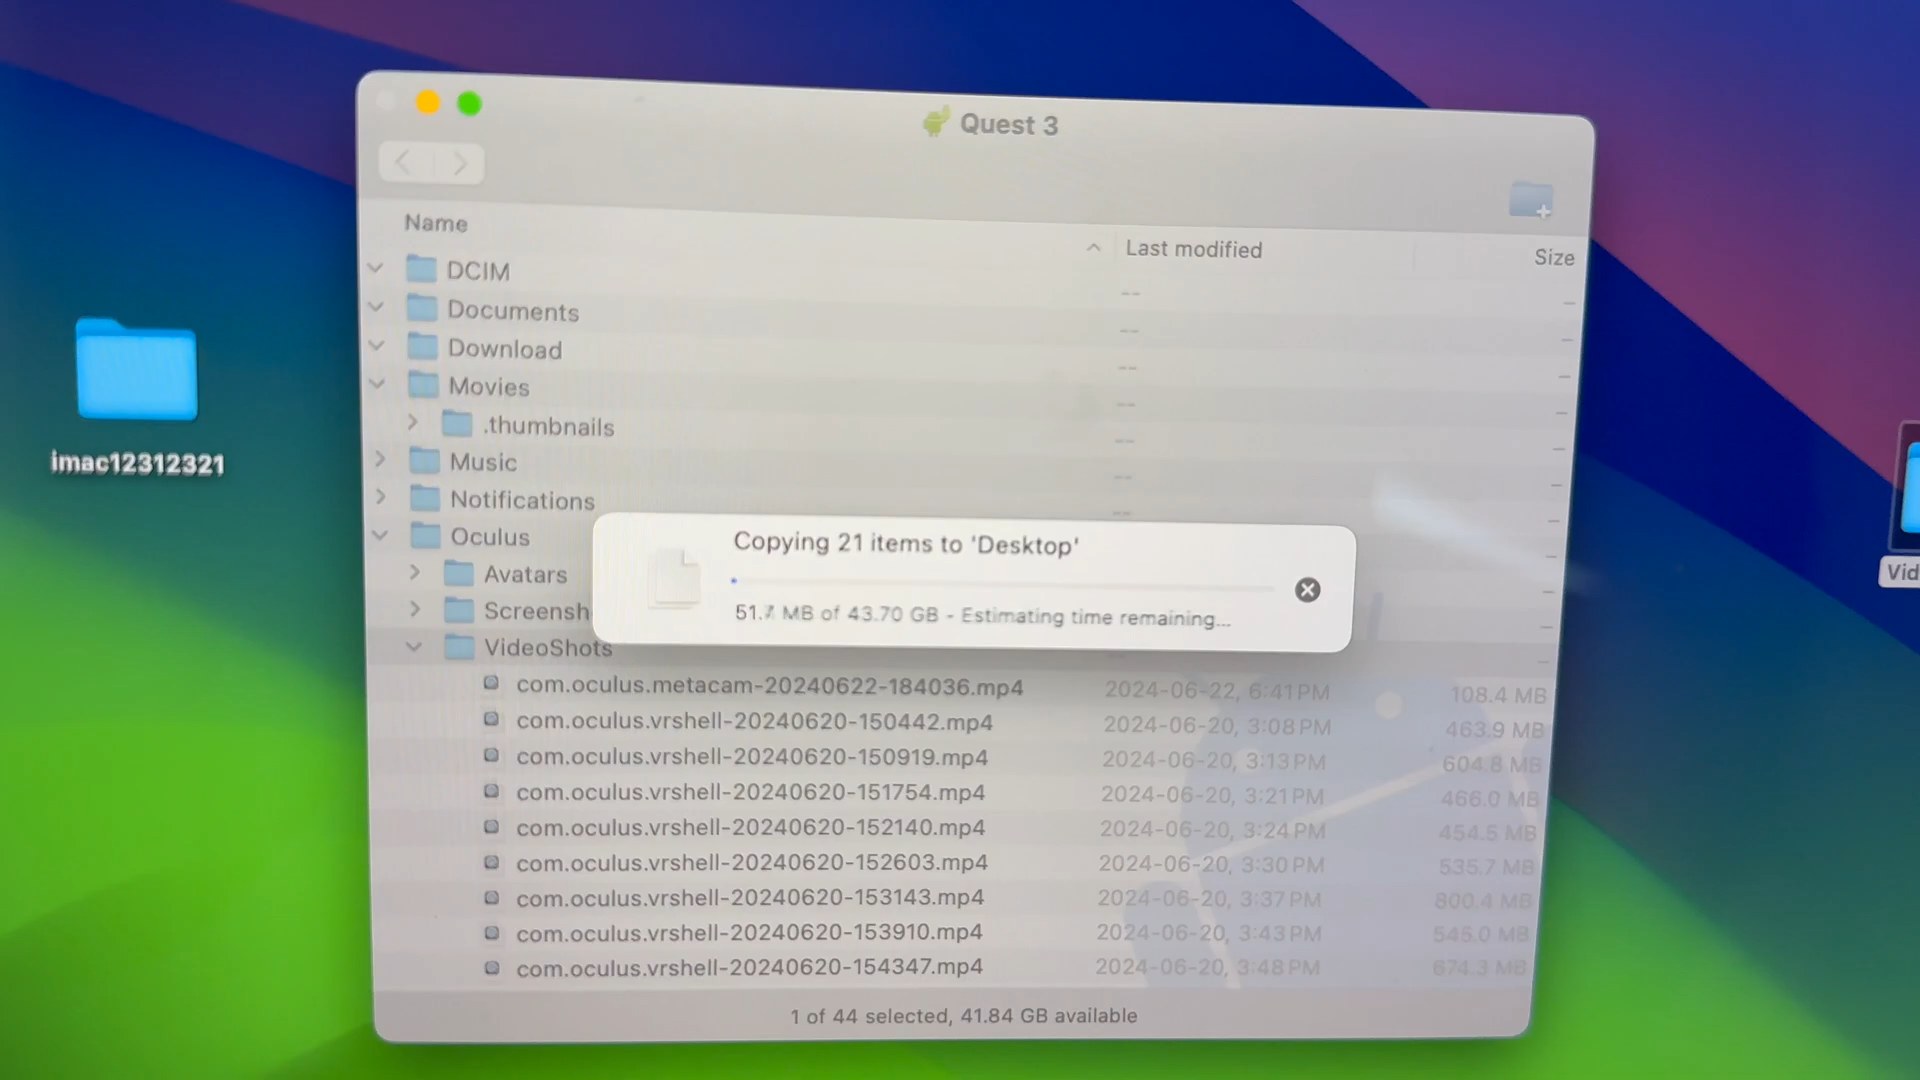 Quest 3
Name
Last modified
Size
DCIM -- --
Documents -- --
Download -- --
Movies -- --
.thumbnails -- --
Music -- --
Notifications -- --
Oculus
Avatars
Screensh
VideoShots
Copying 21 items to 'Desktop'
51.7 MB of 43.70 GB - Estimating time remaining...
com.oculus.metacam-20240622-184036.mp4 2024-06-22, 6:41 PM 108.4 MB
com.oculus.vrshell-20240620-150442.mp4 2024-06-20, 3:08 PM 463.9 MB
com.oculus.vrshell-20240620-150919.mp4 2024-06-20, 3:13 PM 604.8 MB
com.oculus.vrshell-20240620-151754.mp4 2024-06-20, 3:21 PM 466.0 MB
com.oculus.vrshell-20240620-152140.mp4 2024-06-20, 3:24 PM 454.5 MB
com.oculus.vrshell-20240620-152603.mp4 2024-06-20, 3:30 PM 535.7 MB
com.oculus.vrshell-20240620-153143.mp4 2024-06-20, 3:37 PM 800.4 MB
com.oculus.vrshell-20240620-153910.mp4 2024-06-20, 3:43 PM 545.0 MB
com.oculus.vrshell-20240620-154347.mp4 2024-06-20, 3:48 PM 674.3 MB
1 of 44 selected, 41.84 GB available
imac12312321
Vid